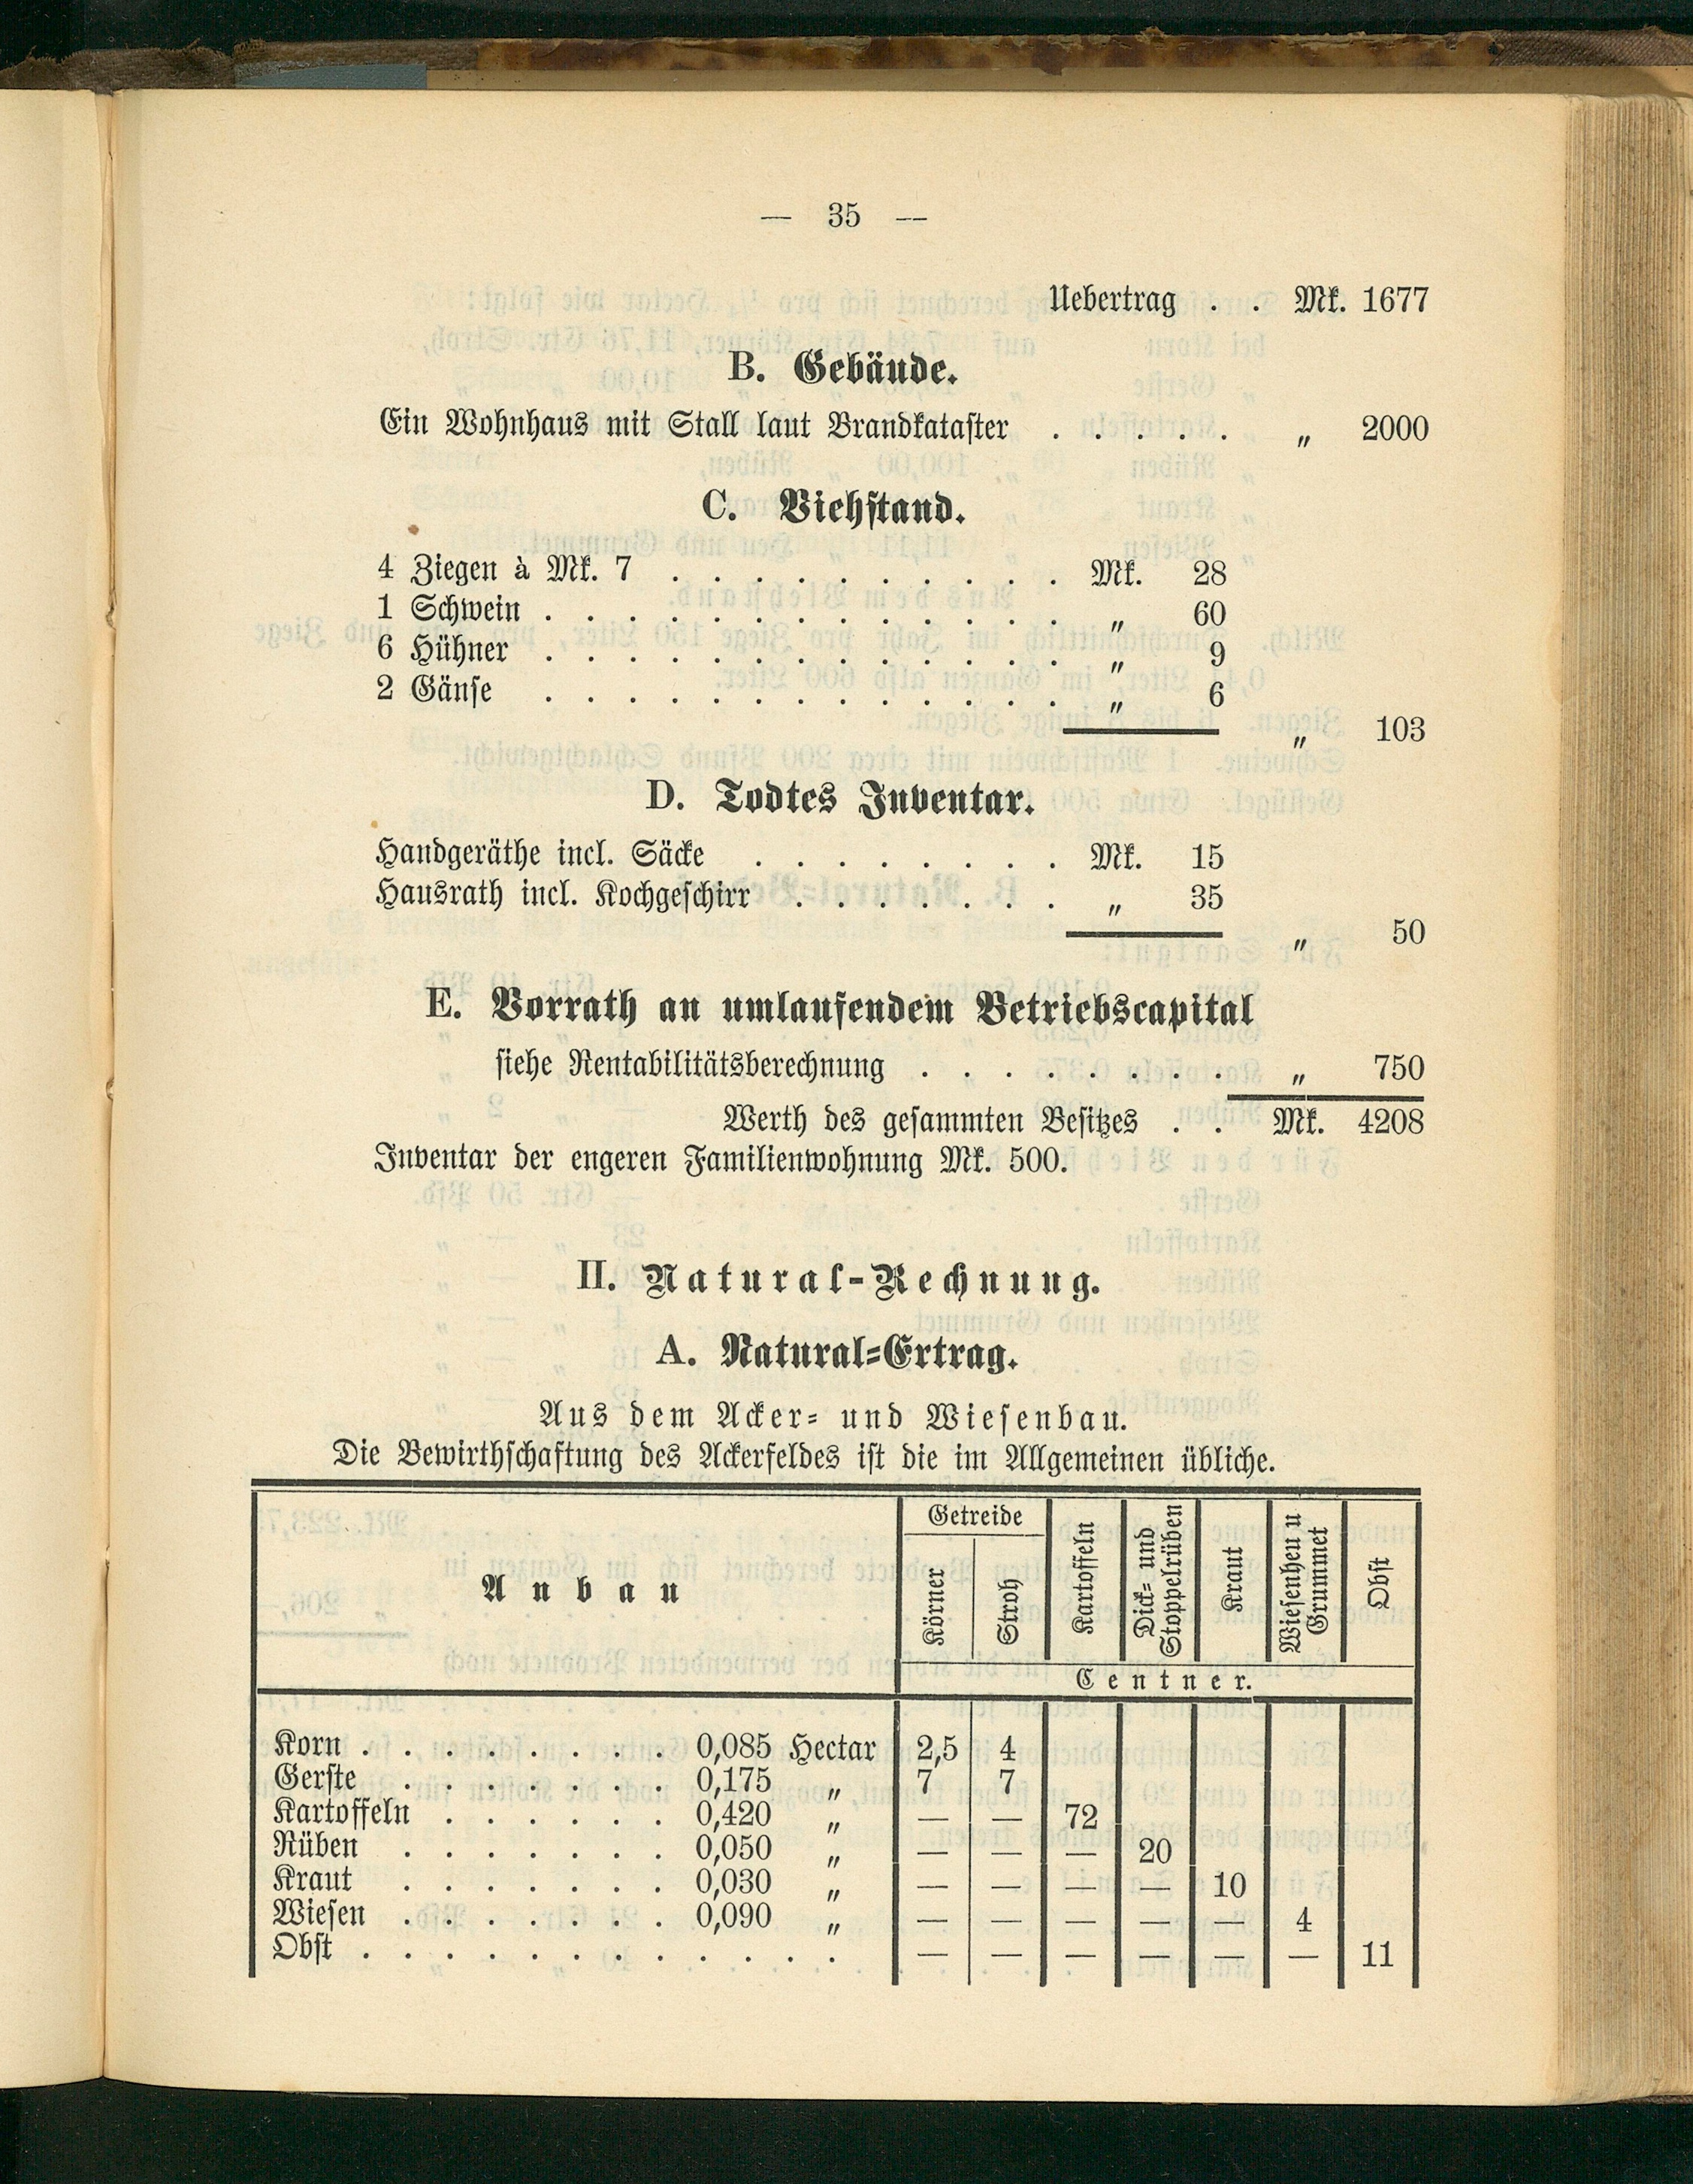 — 35 —
Uebertrag . . Mk. 1677
B. Gebäude.
Ein Wohnhaus mit Stall laut Brandkataster . . . . . „ 2000
C. Viehstand.
4 Ziegen à Mk. 7 . . . . . . . . . . Mk. 28
1 Schwein . . . . . . . . . . . . . „ 60
6 Hühner . . . . . . . . . . . . . „ 9
2 Gänse . . . . . . . . . . . . . „ 6
„ 103
D. Todtes Inventar.
Handgeräthe incl. Säcke . . . . . . . . Mk. 15
Hausrath incl. Kochgeschirr . . . . . . . „ 35
„ 50
E. Vorrath an umlaufendem Betriebscapital
siehe Rentabilitätsberechnung . . . . . . . . „ 750
Werth des gesammten Besitzes . . Mk. 4208
Inventar der engeren Familienwohnung Mk. 500.
II. Natural-Rechnung.
A. Natural-Ertrag.
Aus dem Acker- und Wiesenbau.
Die Bewirthschaftung des Ackerfeldes ist die im Allgemeinen übliche.
Anbau
Getreide
Körner
Stroh
Kartoffeln
Dick- und
Stoppelrüben
Kraut
Wiesenheu u
Grummet
Obst
Centner.
Korn . . . . . . . . 0,085 Hectar 2,5 4
Gerste . . . . . . . 0,175 „ 7 7
Kartoffeln . . . . . . 0,420 „ — — 72
Rüben . . . . . . . 0,050 „ — — — 20
Kraut . . . . . . . 0,030 „ — — — — 10
Wiesen . . . . . . . 0,090 „ — — — — — 4
Obst . . . . . . . . . . . . — — — — — — 11